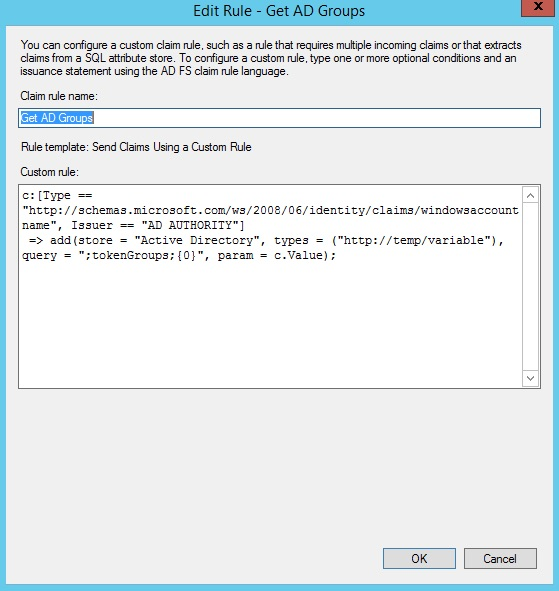 Edit Rule - Get AD Groups
x
You can configure a custom claim rule, such as a rule that requires multiple incoming claims or that extracts
claims from a SQL attribute store. To configure a custom rule, type one or more optional conditions and an
issuance statement using the AD FS claim rule language.
Claim rule name:
Get AD Groups
Rule template: Send Claims Using a Custom Rule
Custom rule:
c:[Type ==
"http://schemas.microsoft.com/ws/2008/06/identity/claims/windowsaccount
name", Issuer == "AD AUTHORITY"]
=> add(store = "Active Directory", types = ("http://temp/variable"),
query = ";tokenGroups;{0}", param = c.Value);
OK Cancel